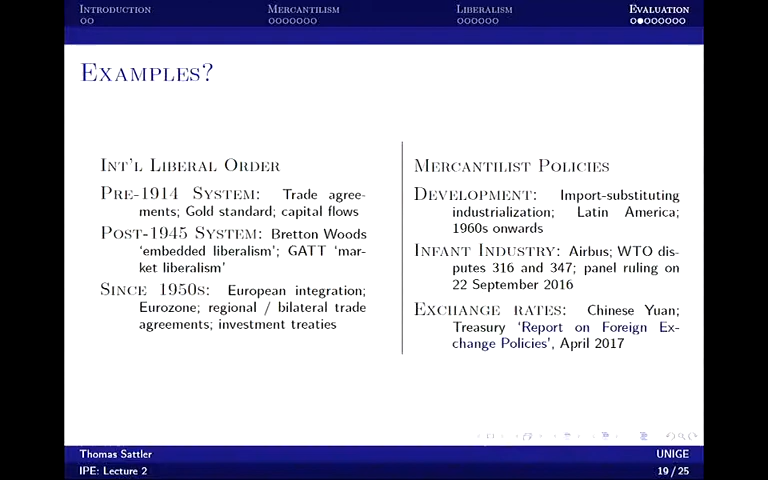 INTRODUCTION MERCANTILISM LIBERALISM EVALUATION
EXAMPLES?
INT'L LIBERAL ORDER
PRE-1914 SYSTEM: Trade agree-
ments; Gold standard; capital flows
POST-1945 SYSTEM: Bretton Woods
'embedded liberalism'; GATT 'mar-
ket liberalism'
SINCE 1950S: European integration;
Eurozone; regional / bilateral trade
agreements; investment treaties
MERCANTILIST POLICIES
DEVELOPMENT: Import-substituting
industrialization; Latin America;
1960s onwards
INFANT INDUSTRY: Airbus; WTO dis-
putes 316 and 347; panel ruling on
22 September 2016
EXCHANGE RATES: Chinese Yuan;
Treasury 'Report on Foreign Ex-
change Policies', April 2017
Thomas Sattler UNIGE
IPE: Lecture 2 19 / 25